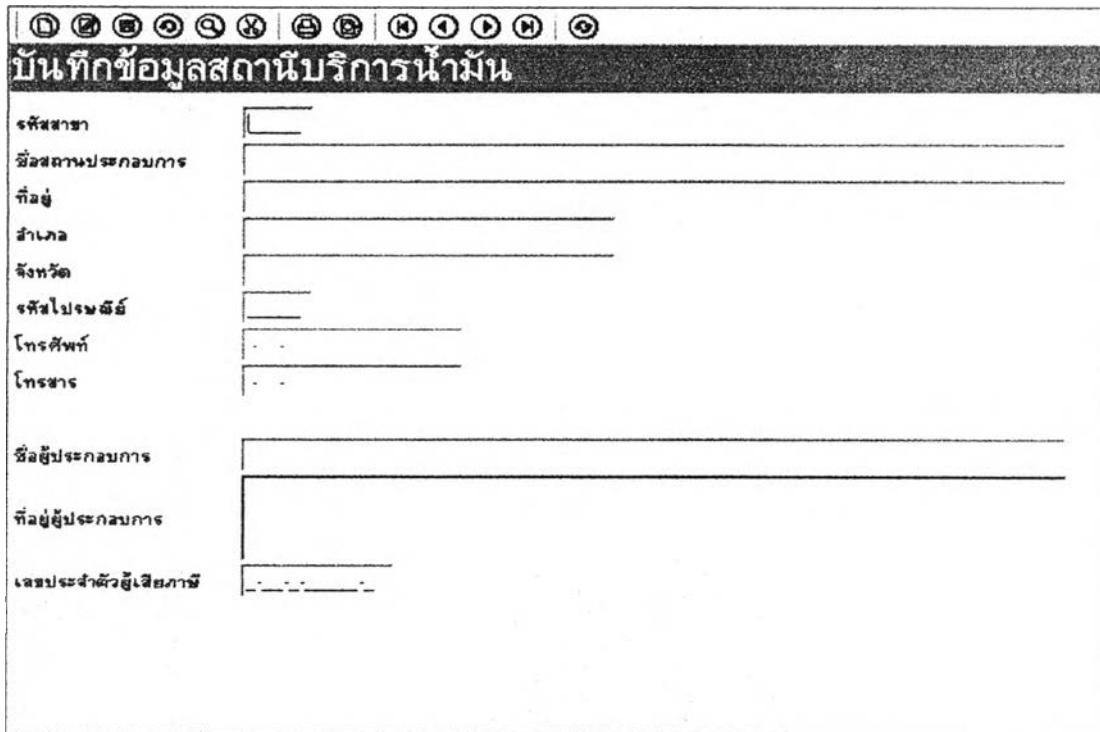 บันทึกข้อมูลสถานีบริการน้ำมัน
รหัสสาขา
ชื่อสถานประกอบการ
ที่อยู่
อำเภอ
จังหวัด
รหัสไปรษณีย์
โทรศัพท์ - -
โทรสาร - -
ชื่อผู้ประกอบการ
ที่อยู่ผู้ประกอบการ
เลขประจำตัวผู้เสียภาษี _-__-_-____-_